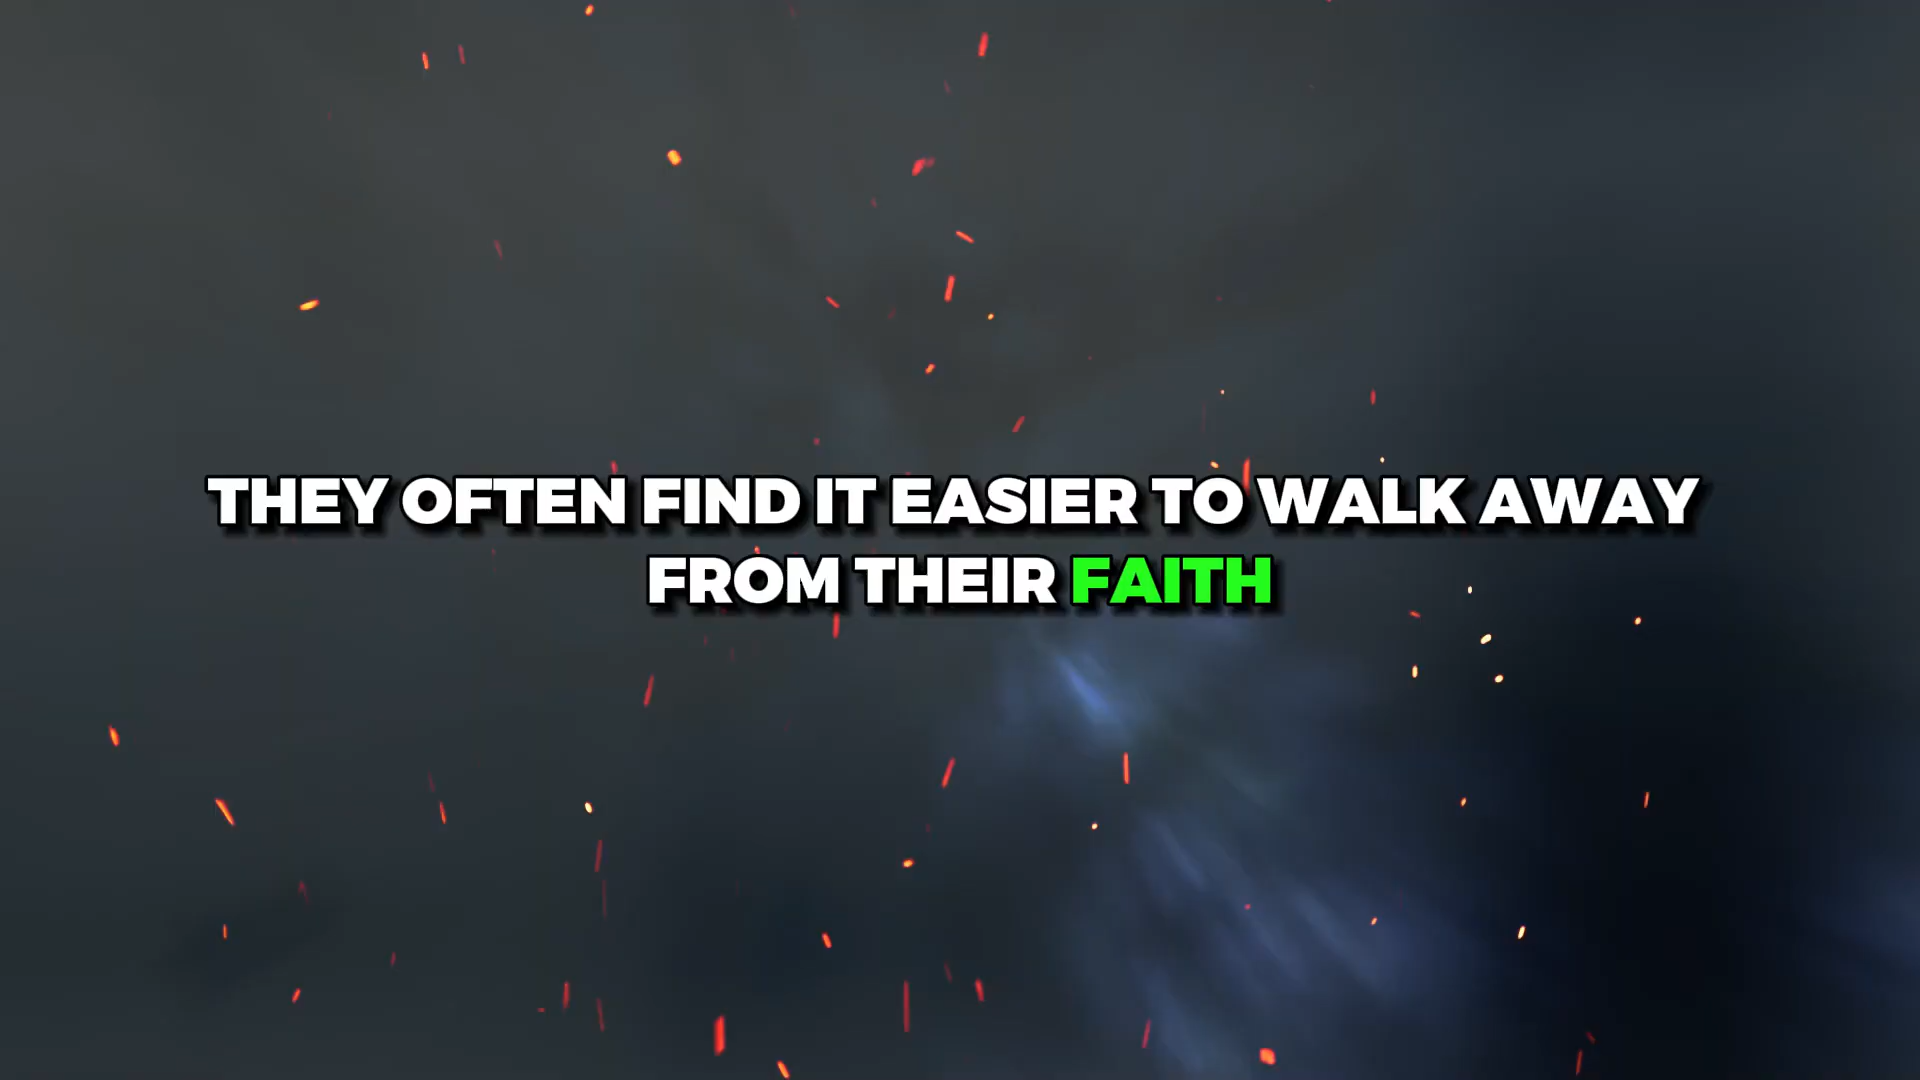 THEY OFTEN FIND IT EASIER TO WALK AWAY
FROM THEIR FAITH